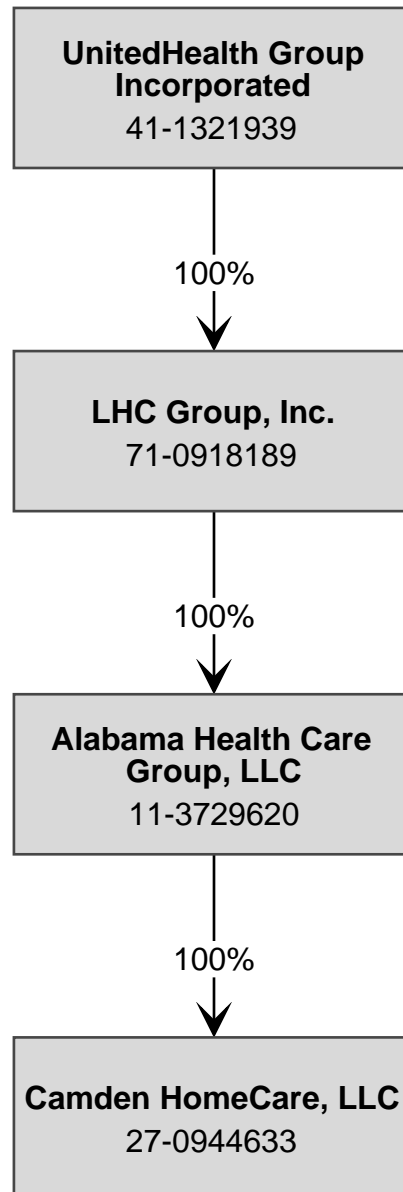 UnitedHealth Group
Incorporated
41-1321939
100%
LHC Group, Inc.
71-0918189
100%
Alabama Health Care
Group, LLC
11-3729620
100%
Camden HomeCare, LLC
27-0944633